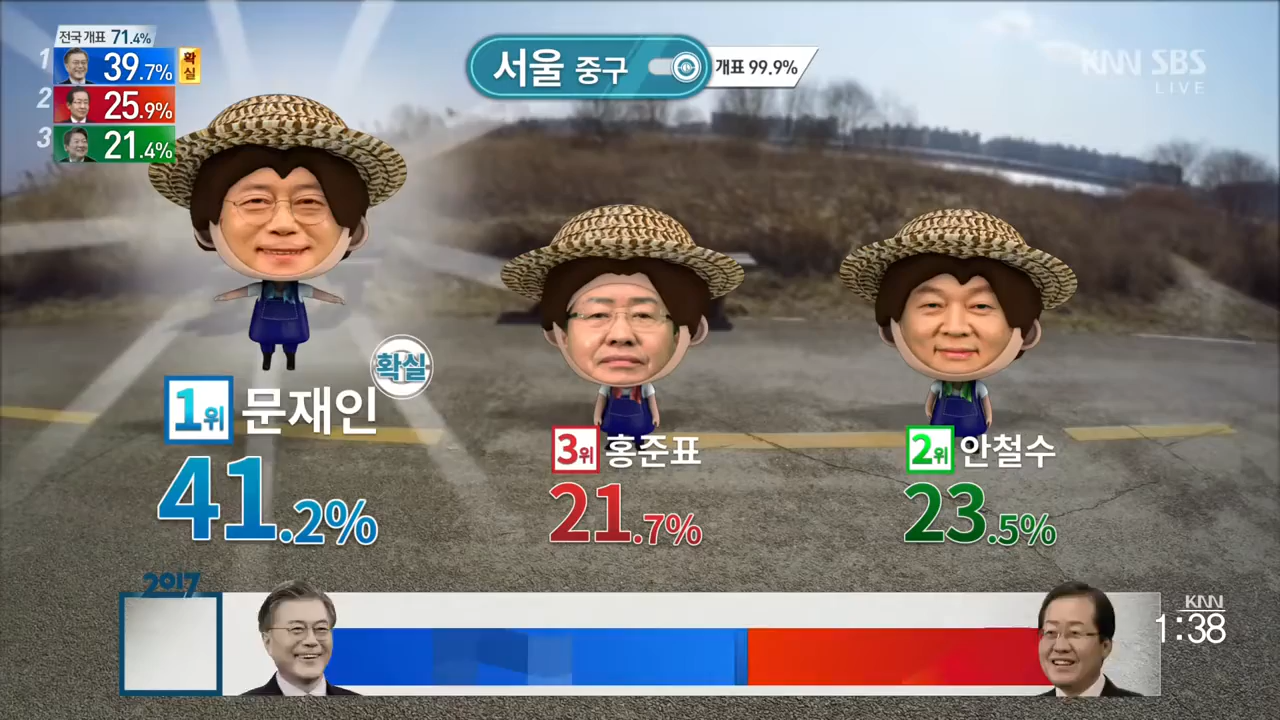 전국 개표 71.4%
1 39.7% 확실
2 25.9%
3 21.4%
서울 중구
개표 99.9%
KNN SBS
LIVE
확실
1위 문재인
41.2%
3위 홍준표
21.7%
2위 안철수
23.5%
2017
KNN
1:38